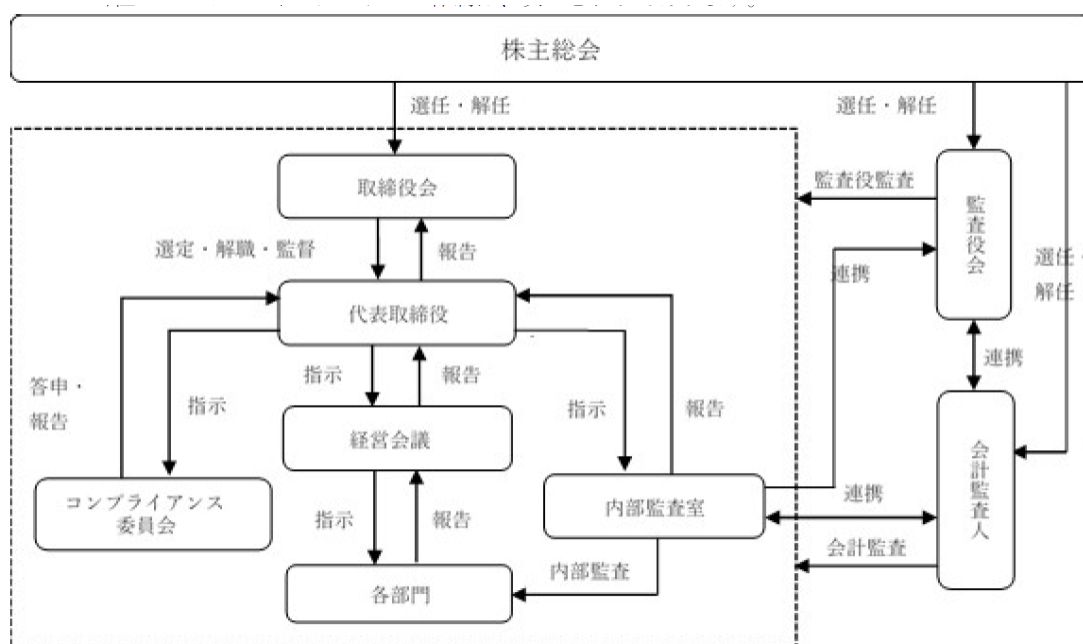 株主総会
選任・解任
選任・解任
取締役会
監査役監査
監査役会
選定・解職・監督
報告
連携
選任・
解任
代表取締役
連携
指示
報告
答申・
報告
指示
指示
報告
経営会議
会計監査人
コンプライアンス
委員会
内部監査室
連携
指示
報告
会計監査
内部監査
各部門